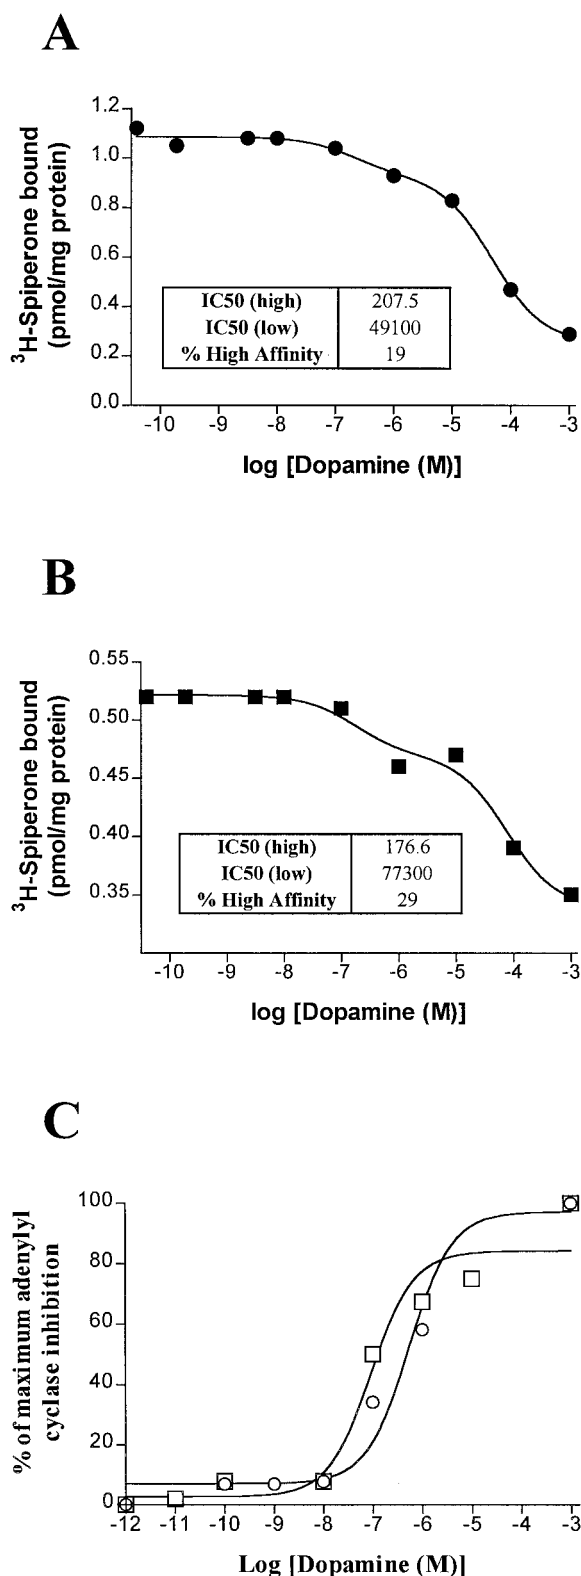 A
1.2
1.0
0.8
0.6
0.4
0.2
0.0
³H-Spiperone bound
(pmol/mg protein)
IC50 (high) 207.5
IC50 (low) 49100
% High Affinity 19
-10 -9 -8 -7 -6 -5 -4 -3
log [Dopamine (M)]
B
0.55
0.50
0.45
0.40
0.35
³H-Spiperone bound
(pmol/mg protein)
IC50 (high) 176.6
IC50 (low) 77300
% High Affinity 29
-10 -9 -8 -7 -6 -5 -4 -3
log [Dopamine (M)]
C
100
80
60
40
20
0
% of maximum adenylyl
cyclase inhibition
-12 -11 -10 -9 -8 -7 -6 -5 -4 -3
Log [Dopamine (M)]